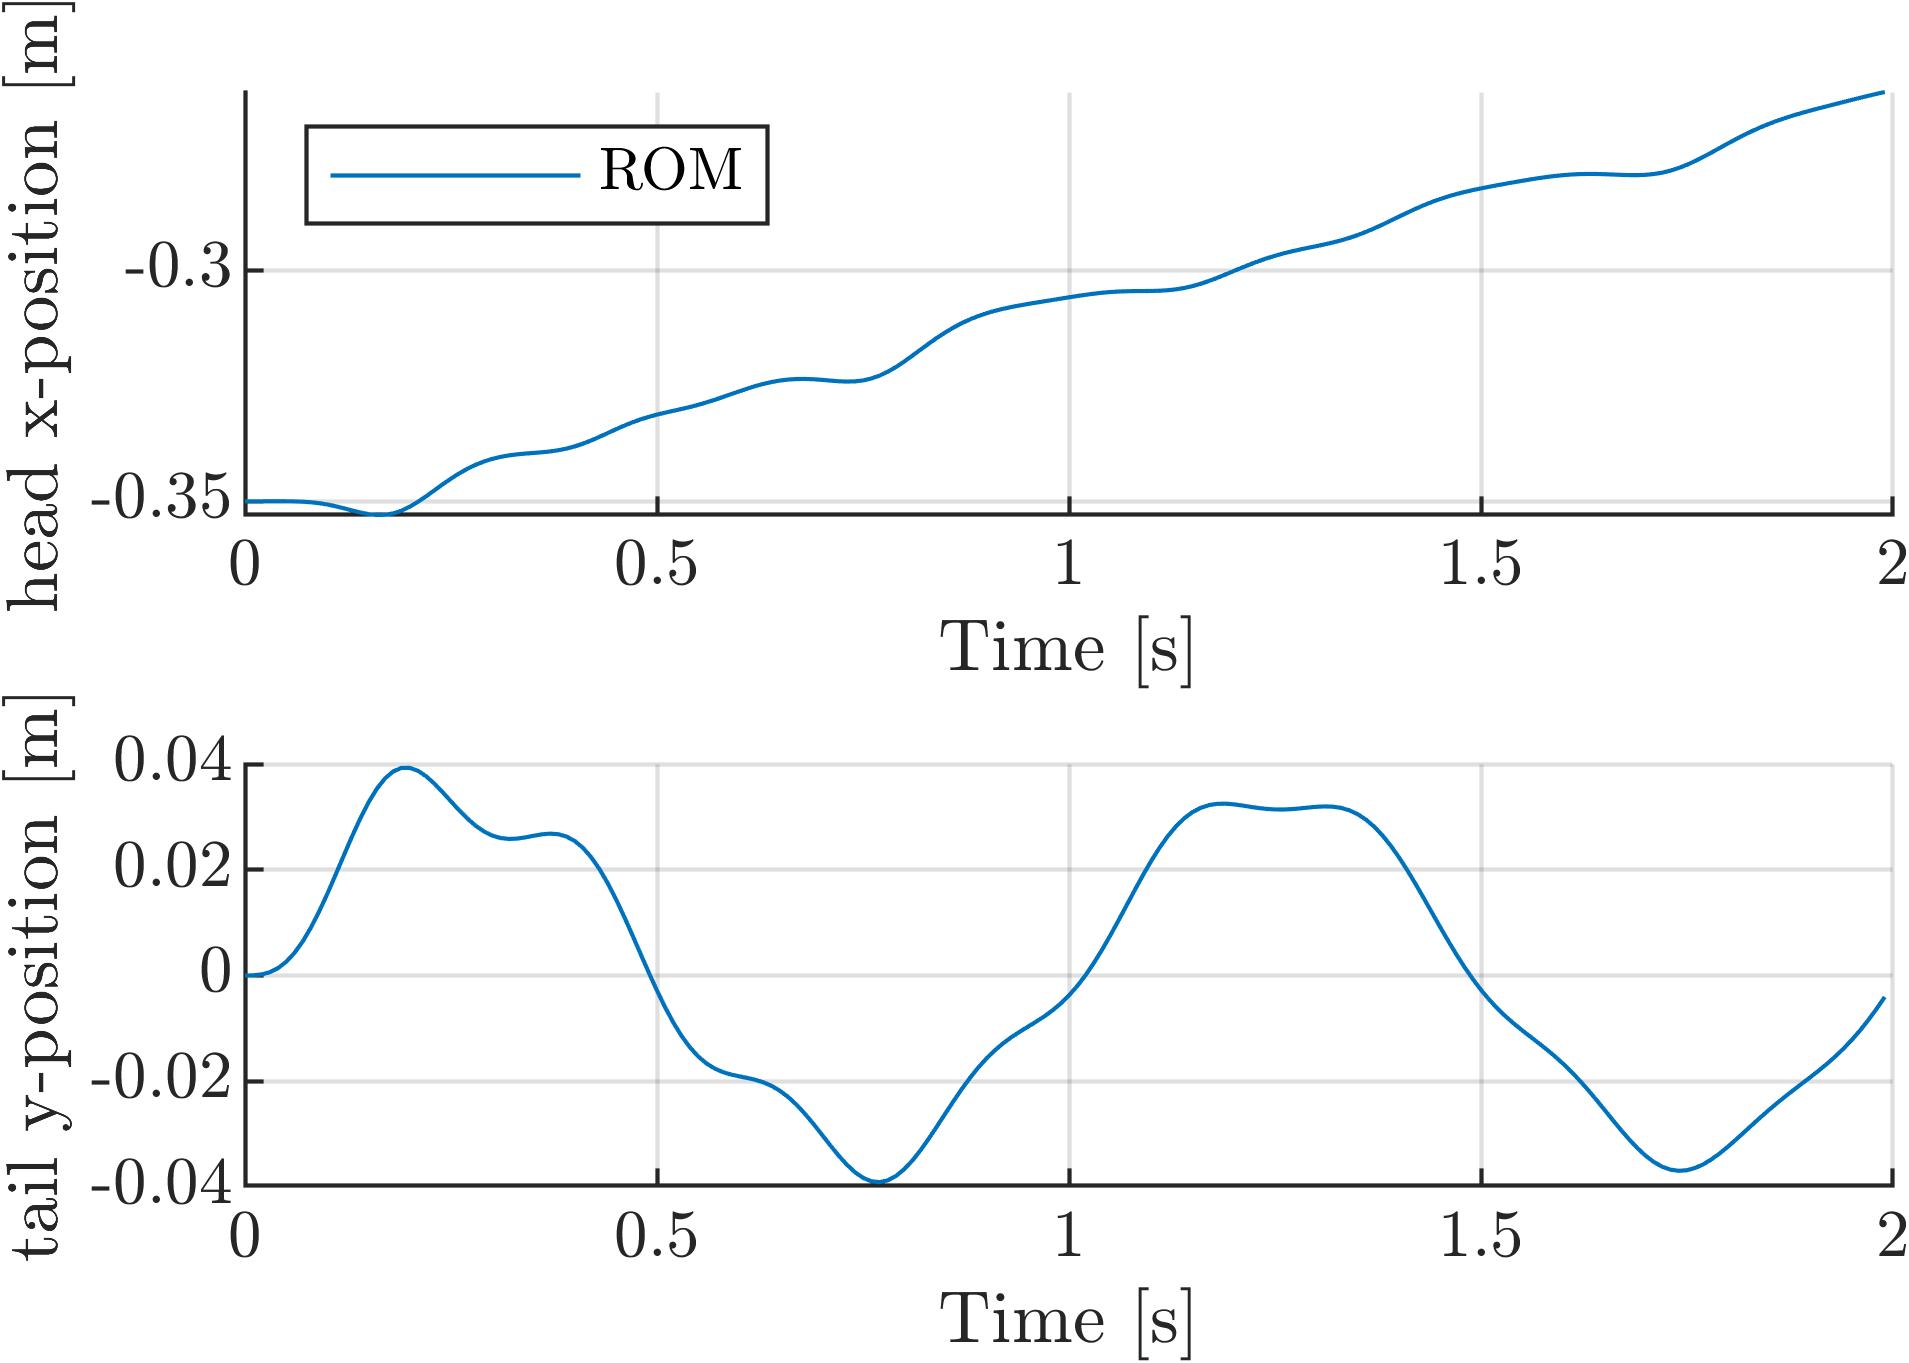 head x-position [m]
ROM
-0.3
-0.35
0 0.5 1 1.5 2
Time [s]
tail y-position [m]
0.04
0.02
0
-0.02
-0.04
0 0.5 1 1.5 2
Time [s]